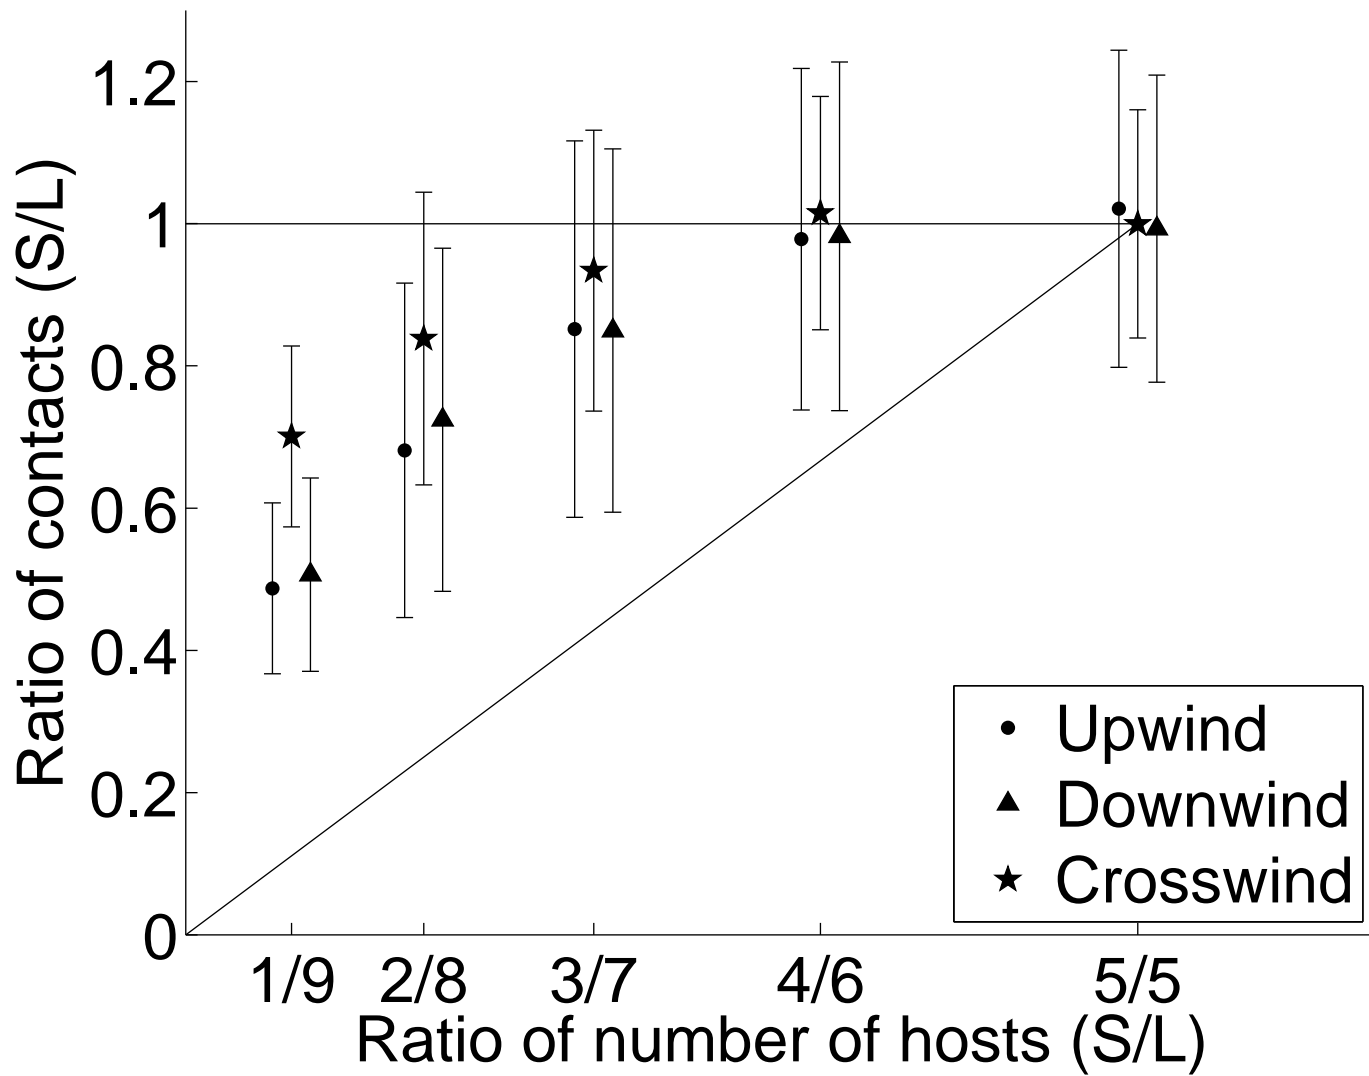 Ratio of contacts (S/L)
1.2
1
0.8
0.6
0.4
0.2
0
Upwind
Downwind
Crosswind
1/9 2/8 3/7 4/6 5/5
Ratio of number of hosts (S/L)